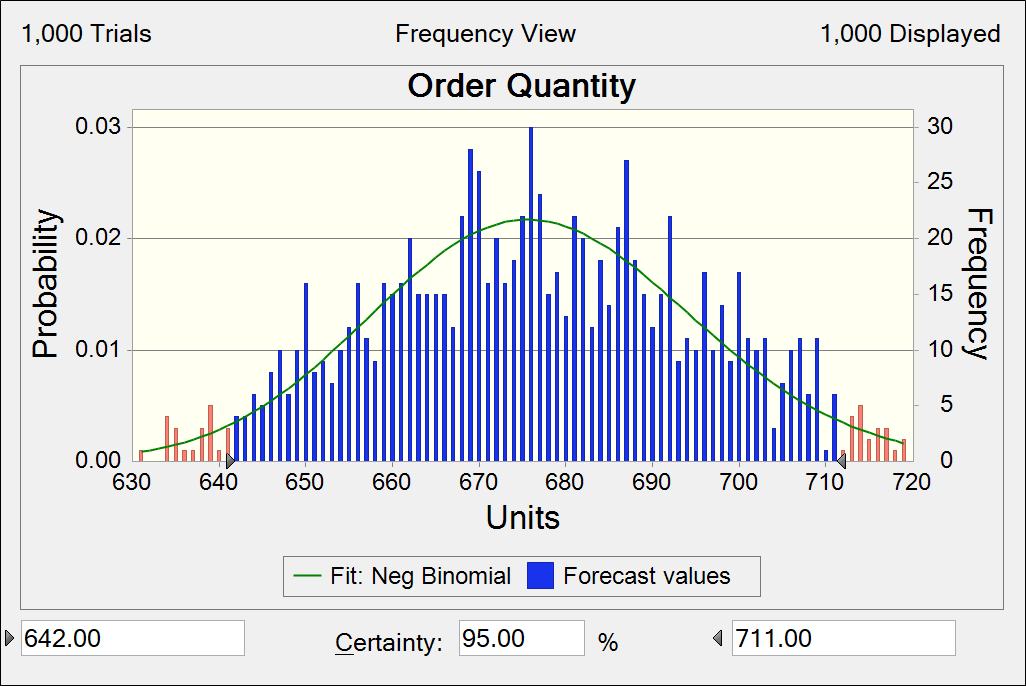 1,000 Trials Frequency View 1,000 Displayed
Order Quantity
0.03 30
25
0.02 20
15
0.01 10
5
0.00 0
Probability
Frequency
630 640 650 660 670 680 690 700 710 720
Units
Fit: Neg Binomial Forecast values
642.00 Certainty: 95.00 % 711.00